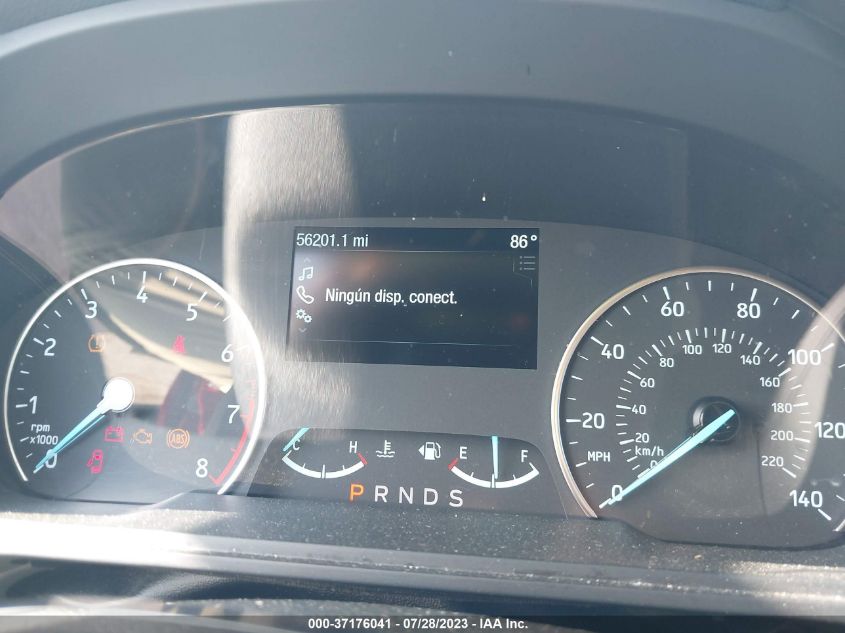 56201.1 mi 86°
Ningún disp. conect.
0 1 2 3 4 5 6 7 8
rpm
x1000
ABS
C H E F
P R N D S
0 20 40 60 80 100 120 140
MPH
0 20 40 60 80 100 120 140 160 180 200 220
km/h
000-37176041 / 07/28/2023 - © IAA Inc.